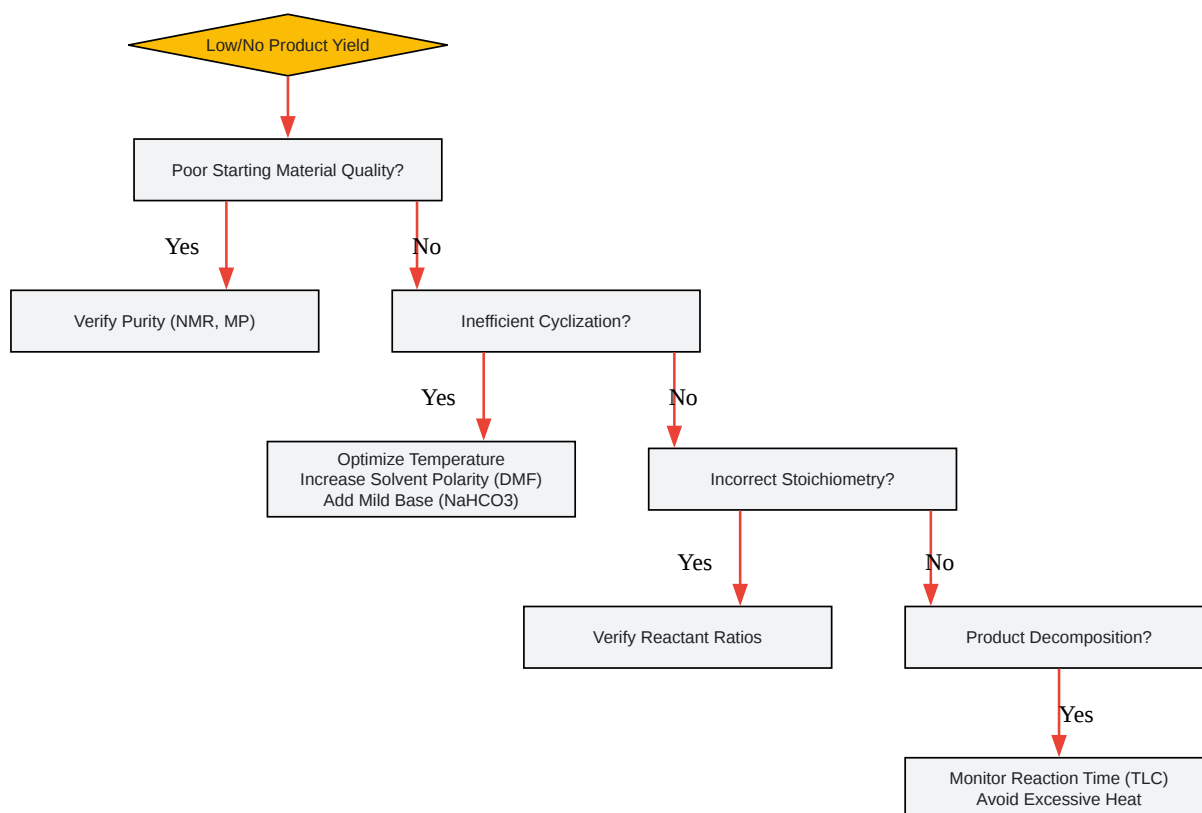 Low/No Product Yield
Poor Starting Material Quality?
Yes
No
Verify Purity (NMR, MP)
Inefficient Cyclization?
Yes
No
Optimize Temperature
Increase Solvent Polarity (DMF)
Add Mild Base (NaHCO3)
Incorrect Stoichiometry?
Yes
No
Verify Reactant Ratios
Product Decomposition?
Yes
Monitor Reaction Time (TLC)
Avoid Excessive Heat